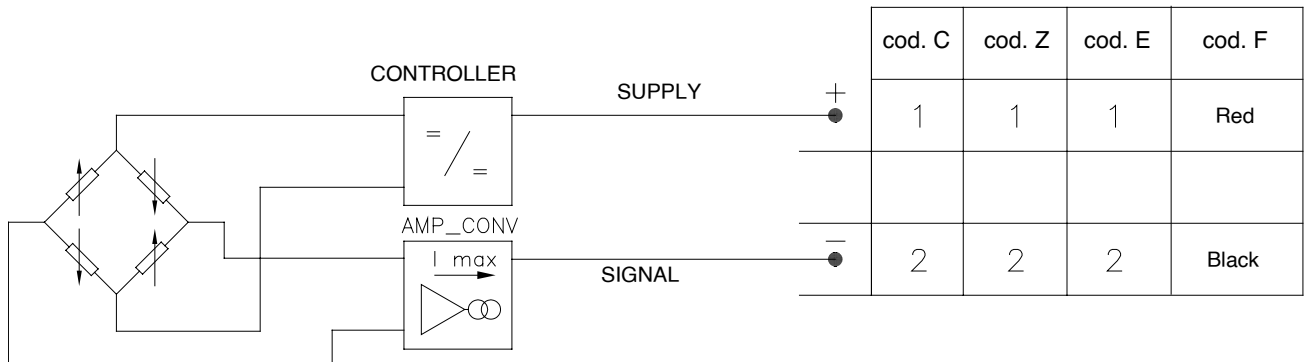 cod. C cod. Z cod. E cod. F
CONTROLLER
SUPPLY +
1 1 1 Red
= / =
AMP_CONV
−
I max
SIGNAL
2 2 2 Black